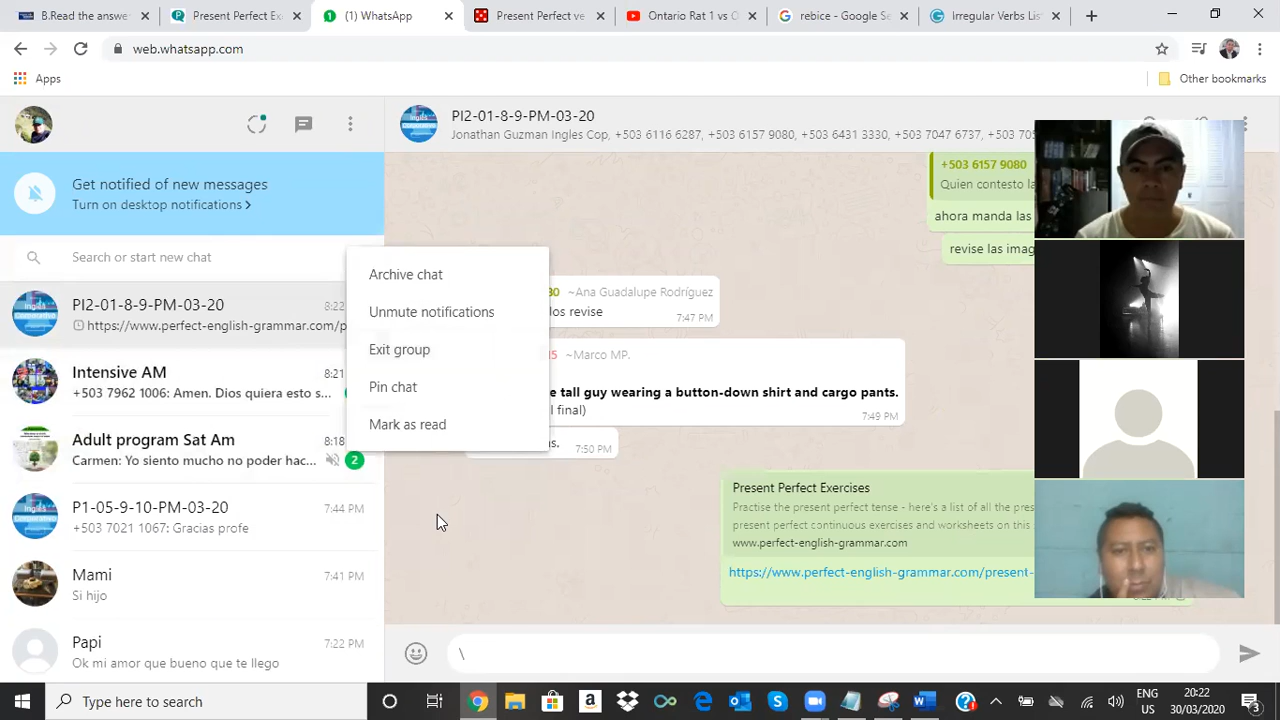 B.Read the answ
Present Perfect Ex
(1) WhatsApp
Present Perfect ve
Ontario Rat 1 vs O
rebice - Google Se
Irregular Verbs Lis
web.whatsapp.com
Apps
Other bookmarks
Get notified of new messages
Turn on desktop notifications >
Search or start new chat
PI2-01-8-9-PM-03-20
8:22
https://www.perfect-english-grammar.com/p
Intensive AM
8:21
+503 7962 1006: Amen. Dios quiera esto s...
Adult program Sat Am
8:18
Carmen: Yo siento mucho no poder hac...
2
P1-05-9-10-PM-03-20
7:44 PM
+503 7021 1067: Glacias profe
Mami
7:41 PM
Si hijo
Papi
7:22 PM
Ok mi amor que bueno que te llego
Archive chat
Unmute notifications
Exit group
Pin chat
Mark as read
PI2-01-8-9-PM-03-20
Jonathan Guzman Ingles Cop, +503 6116 6287, +503 6157 9080, +503 6431 3330, +503 7047 6737, +503
+503 6157 9080
Quien contesto la
ahora manda las
revise las imag
~Ana Guadalupe Rodríguez
los revise
7:47 PM
~Marco MP.
e tall guy wearing a button-down shirt and cargo pants.
l final)
7:49 PM
7:50 PM
Present Perfect Exercises
Practise the present perfect tense - here's a list of all the pres
present perfect continuous exercises and worksheets on this
www.perfect-english-grammar.com
https://www.perfect-english-grammar.com/present-
\
Type here to search
ENG
US
20:22
30/03/2020
3